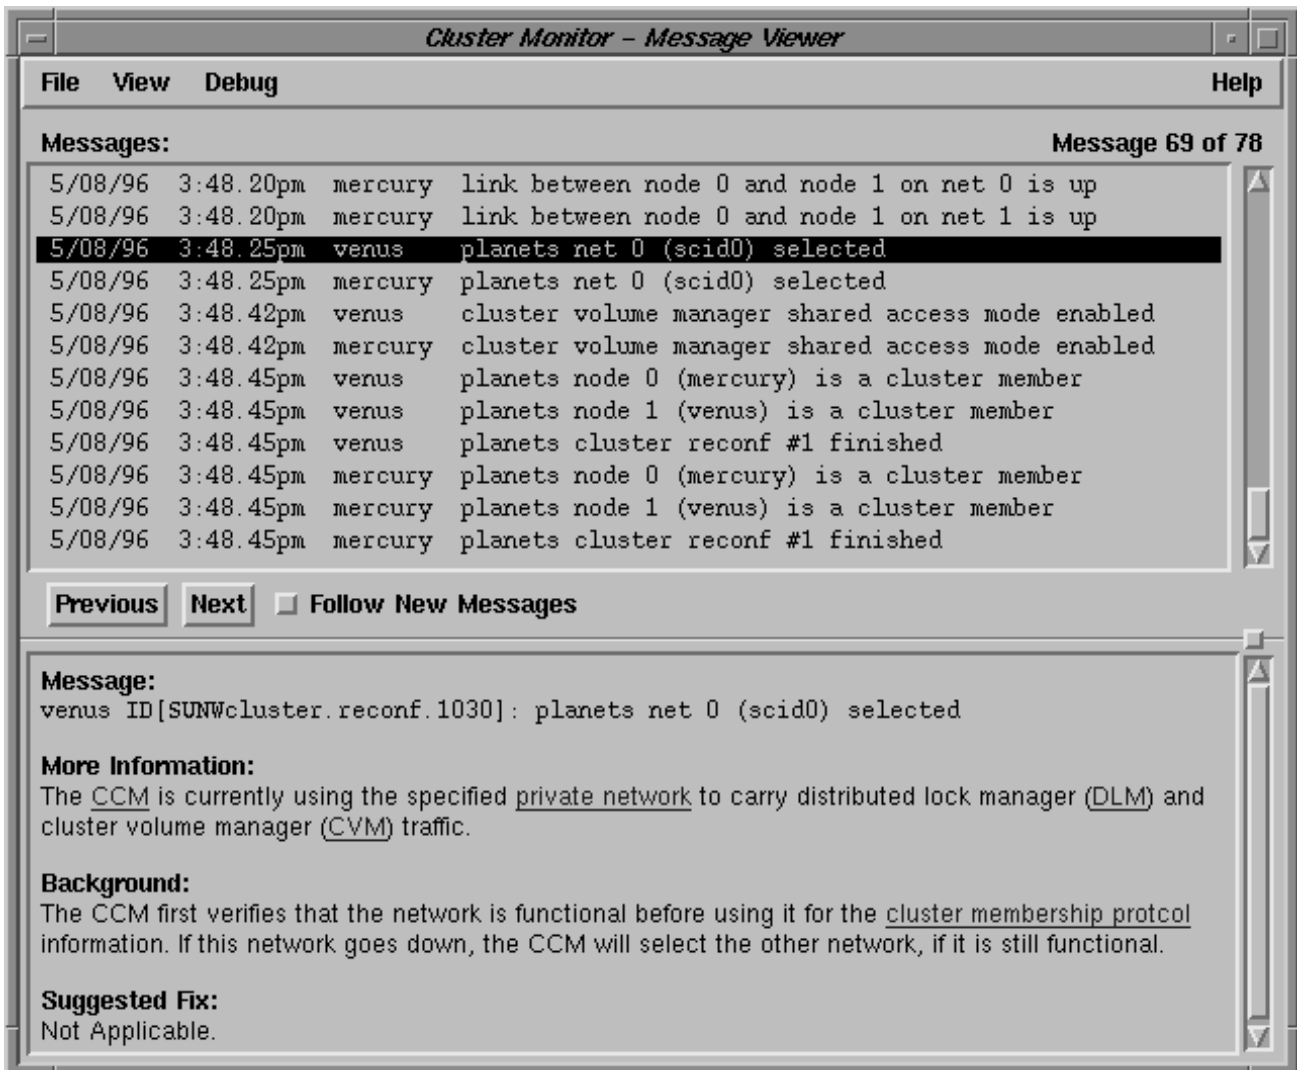 Cluster Monitor – Message Viewer
File View Debug Help
Messages: Message 69 of 78
5/08/96 3:48.20pm mercury link between node 0 and node 1 on net 0 is up
5/08/96 3:48.20pm mercury link between node 0 and node 1 on net 1 is up
5/08/96 3:48.25pm venus planets net 0 (scid0) selected
5/08/96 3:48.25pm mercury planets net 0 (scid0) selected
5/08/96 3:48.42pm venus cluster volume manager shared access mode enabled
5/08/96 3:48.42pm mercury cluster volume manager shared access mode enabled
5/08/96 3:48.45pm venus planets node 0 (mercury) is a cluster member
5/08/96 3:48.45pm venus planets node 1 (venus) is a cluster member
5/08/96 3:48.45pm venus planets cluster reconf #1 finished
5/08/96 3:48.45pm mercury planets node 0 (mercury) is a cluster member
5/08/96 3:48.45pm mercury planets node 1 (venus) is a cluster member
5/08/96 3:48.45pm mercury planets cluster reconf #1 finished
Previous Next Follow New Messages
Message:
venus ID[SUNWcluster.reconf.1030]: planets net 0 (scid0) selected
More Information:
The CCM is currently using the specified private network to carry distributed lock manager (DLM) and
cluster volume manager (CVM) traffic.
Background:
The CCM first verifies that the network is functional before using it for the cluster membership protcol
information. If this network goes down, the CCM will select the other network, if it is still functional.
Suggested Fix:
Not Applicable.